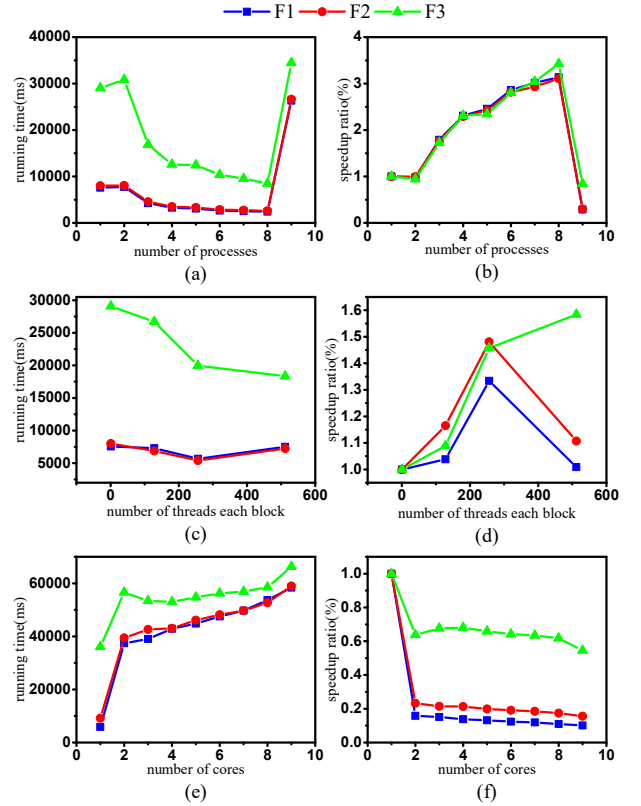 F1 F2 F3
40000
30000
20000
10000
0
running time(ms)
0 2 4 6 8 10
number of processes
(a)
4
3
2
1
0
speedup ratio(%)
0 2 4 6 8 10
number of processes
(b)
30000
25000
20000
15000
10000
5000
running time(ms)
0 200 400 600
number of threads each block
(c)
1.6
1.5
1.4
1.3
1.2
1.1
1.0
speedup ratio(%)
0 200 400 600
number of threads each block
(d)
60000
40000
20000
0
running time(ms)
0 2 4 6 8 10
number of cores
(e)
1.0
0.8
0.6
0.4
0.2
0.0
speedup ratio(%)
0 2 4 6 8 10
number of cores
(f)